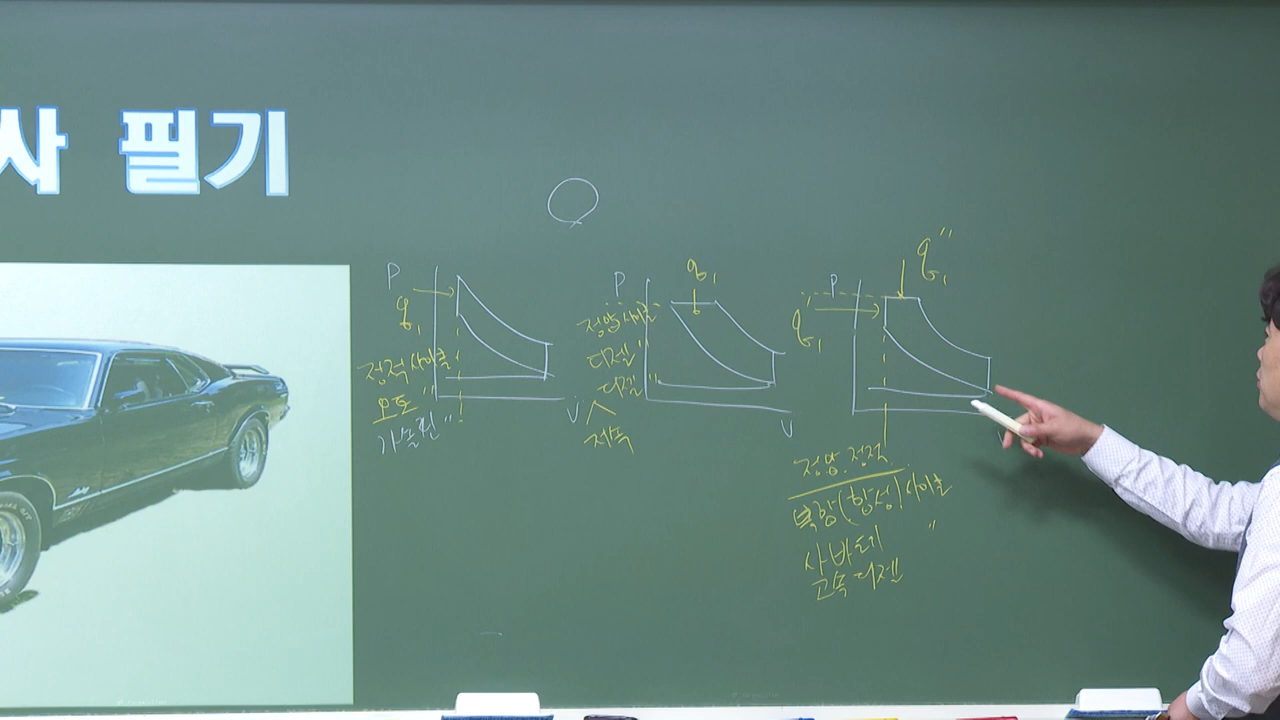 사 필기
P
q₁
정적사이클
오토 "
가솔린 "
V
P
q₁
정압사이클
디젤 "
디젤 "
저속
V
P
q₁'
q₁"
정압.정적
복합(합성)사이클
사바테 "
고속 디젤